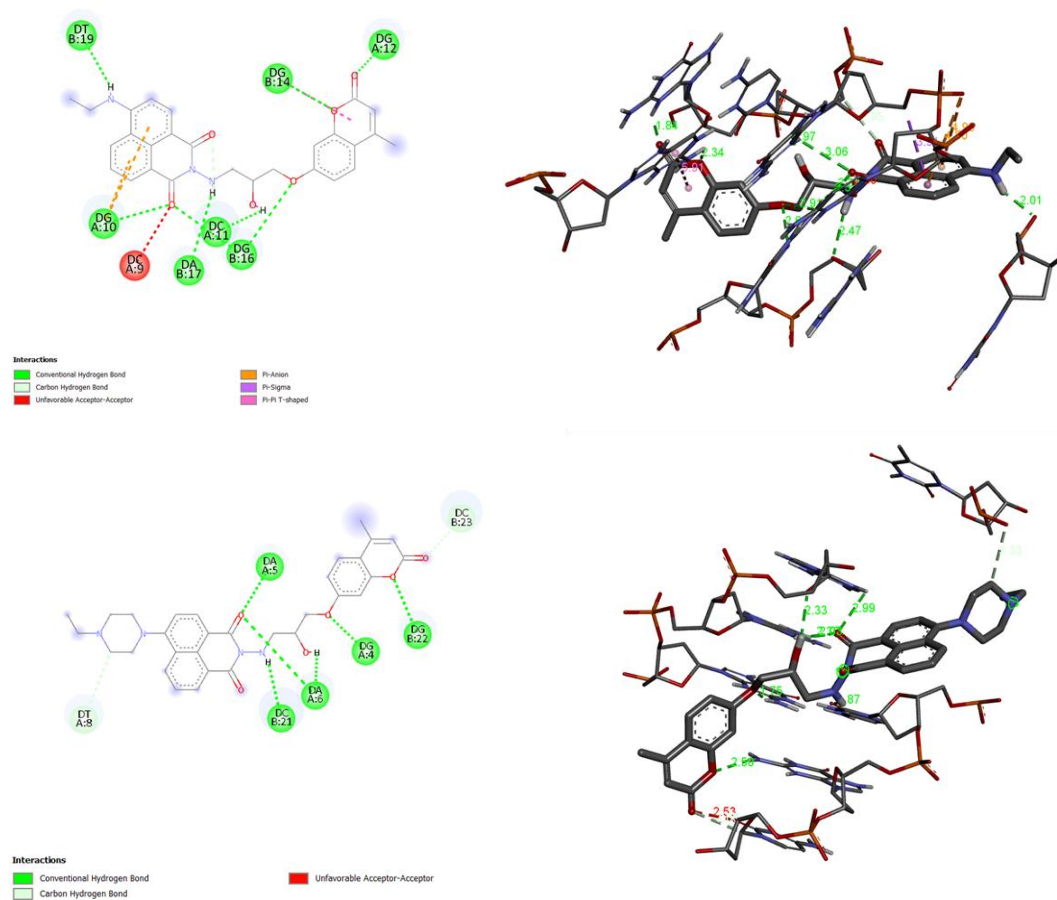 DT
B:19
DG
A:12
DG
B:14
H
N
O
O
O
N
NH
H
O
O
H
O
DG
A:10
DC
A:11
DC
A:9
DA
B:17
DG
B:16
Interactions
Conventional Hydrogen Bond
Carbon Hydrogen Bond
Unfavorable Acceptor-Acceptor
Pi-Anion
Pi-Sigma
Pi-Pi T-shaped
2.34
3.06
2.01
2.47
DC
B:23
DA
A:5
DG
B:22
DG
A:4
DA
A:6
DC
B:21
DT
A:8
N
N
O
O
N
NH
O
H
O
O
O
Interactions
Conventional Hydrogen Bond
Carbon Hydrogen Bond
Unfavorable Acceptor-Acceptor
2.33
2.99
2.53